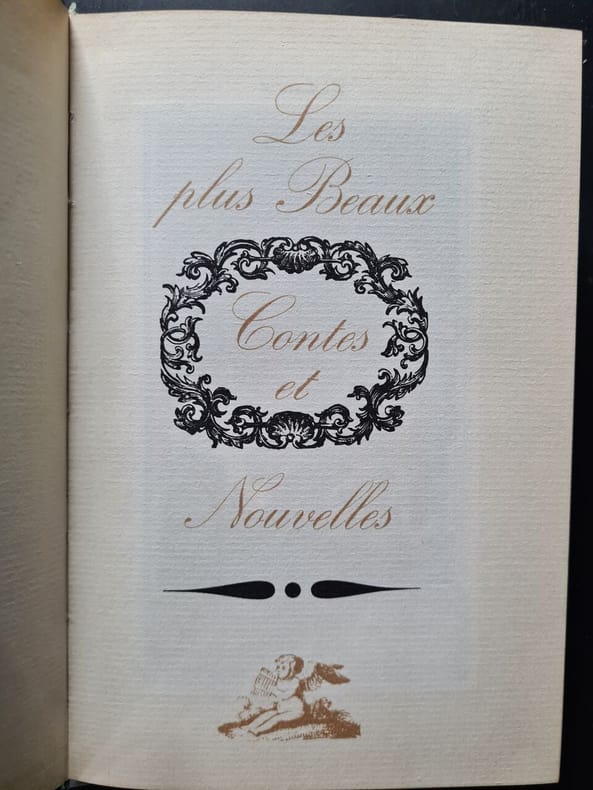 Les
plus Beaux
Contes
et
Nouvelles